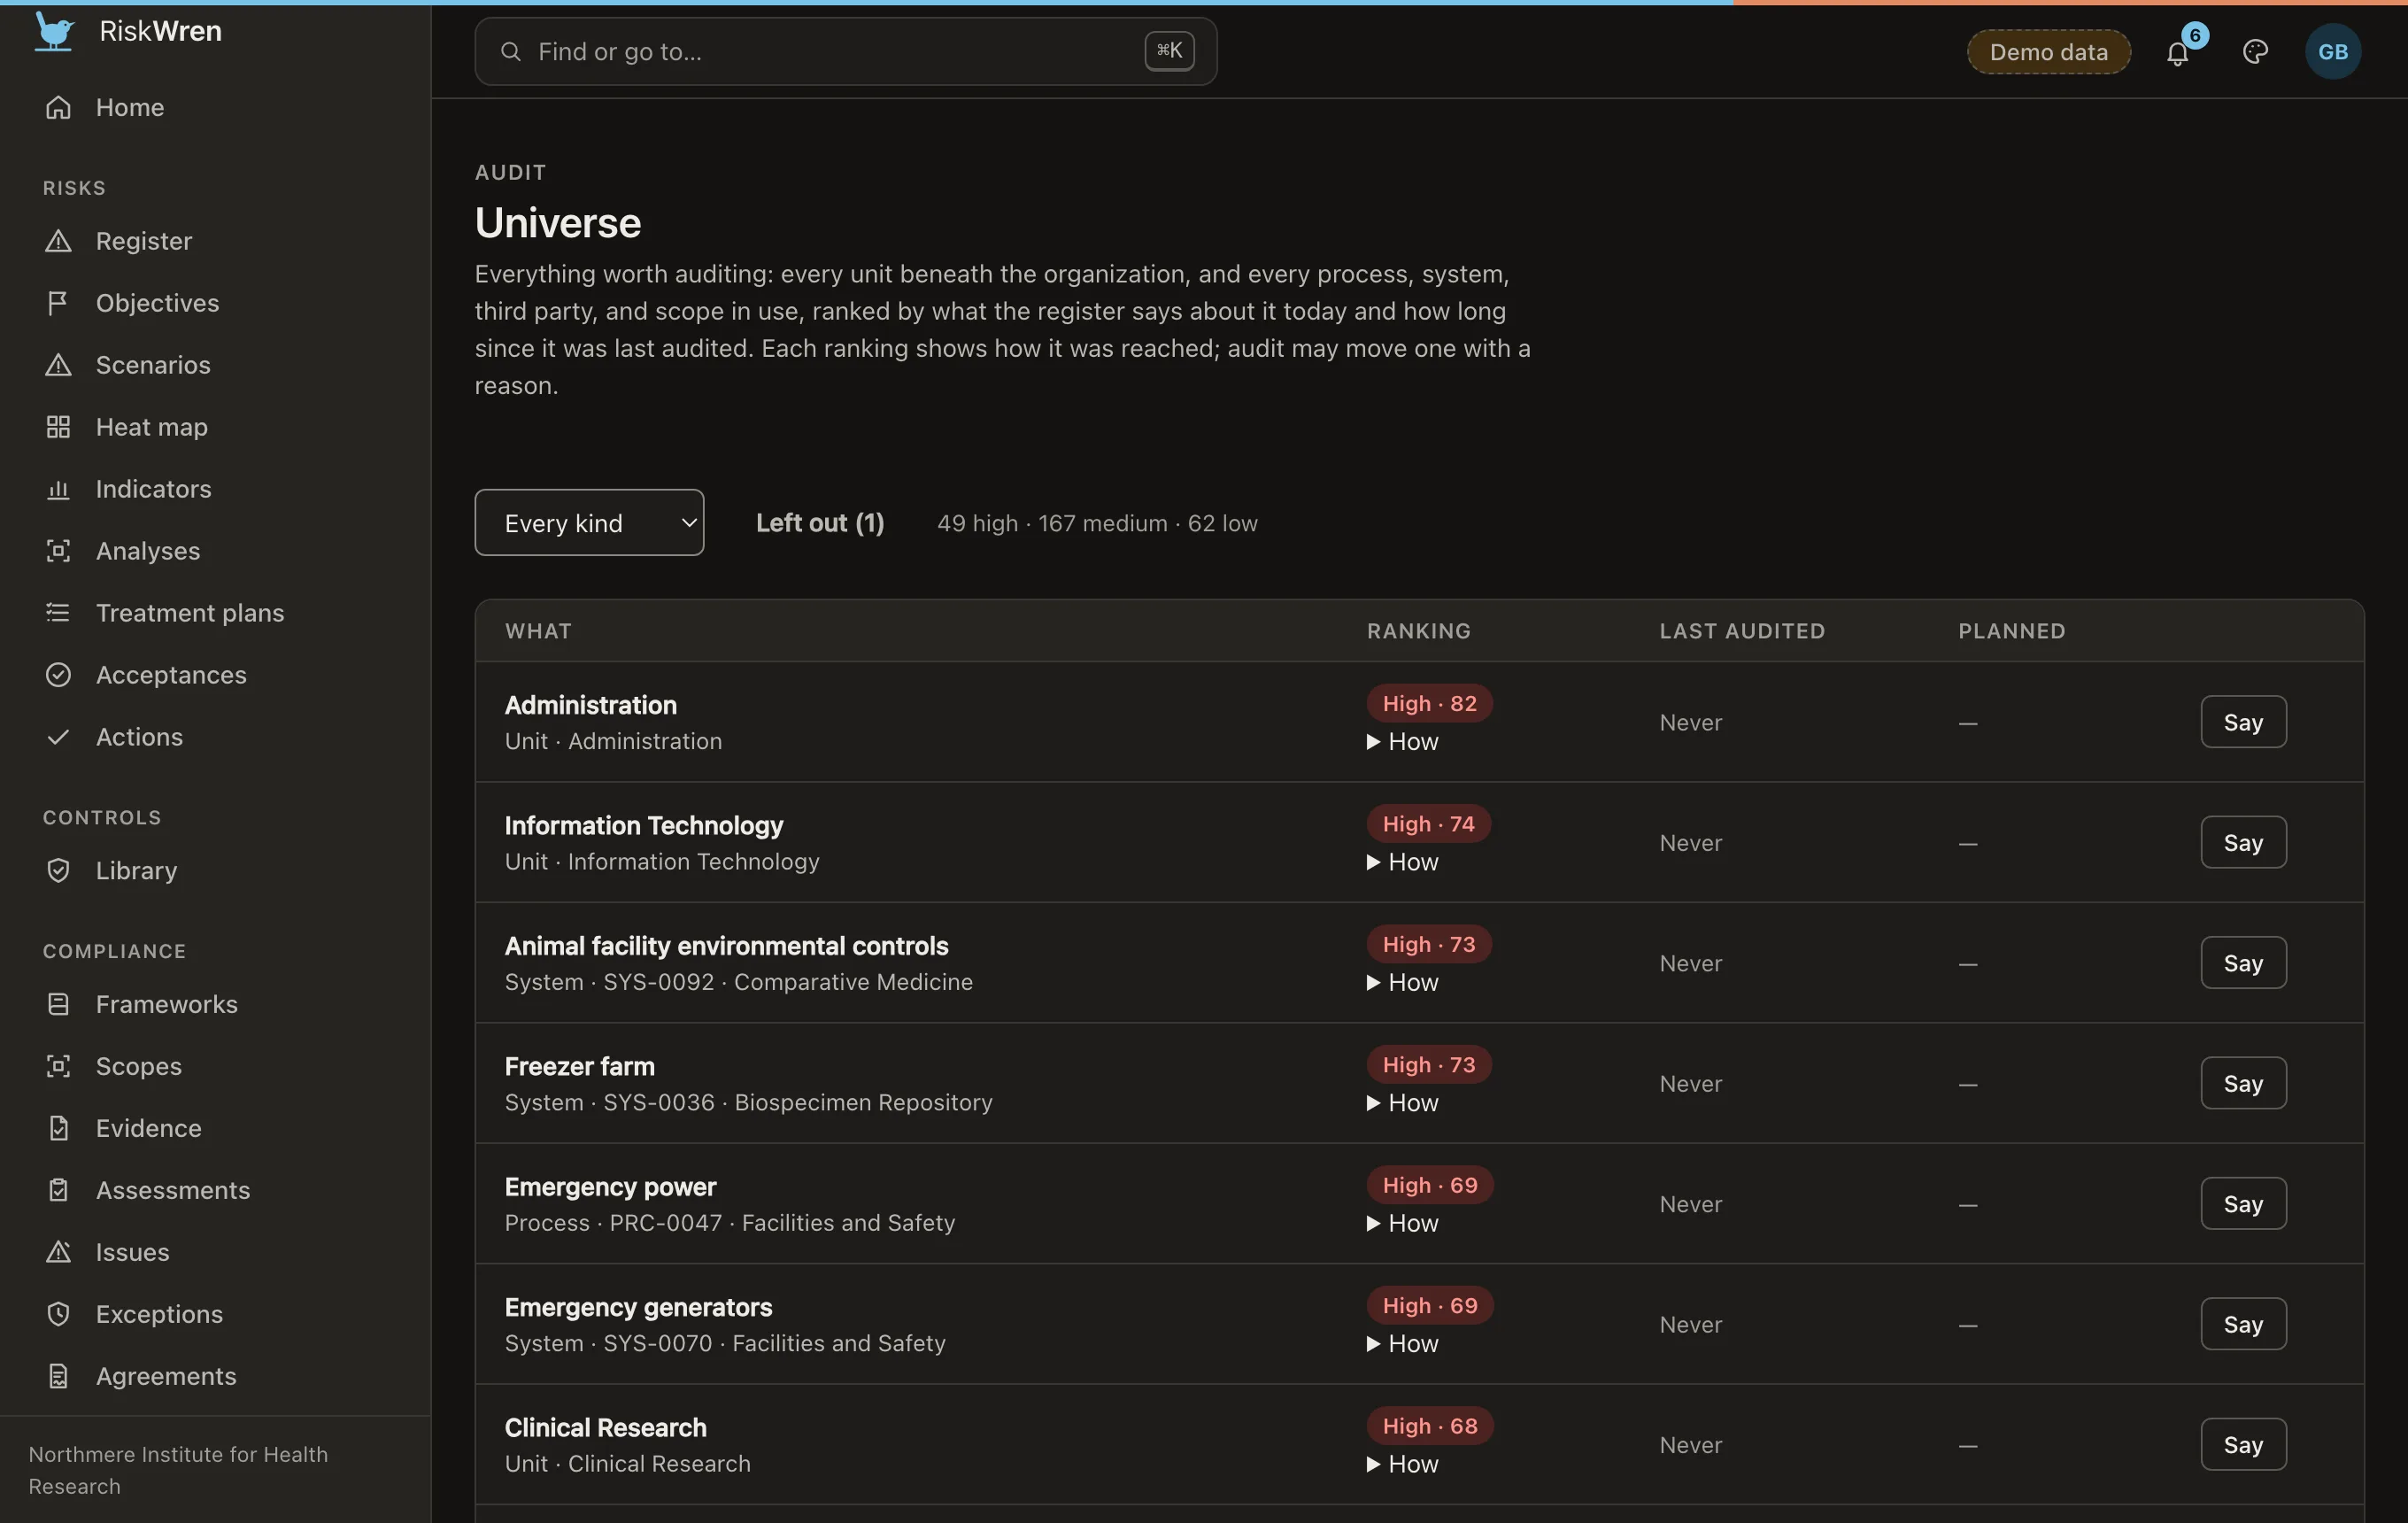 RiskWren
Find or go to...
⌘K
Demo data
6
GB
Home
RISKS
Register
Objectives
Scenarios
Heat map
Indicators
Analyses
Treatment plans
Acceptances
Actions
CONTROLS
Library
COMPLIANCE
Frameworks
Scopes
Evidence
Assessments
Issues
Exceptions
Agreements
Northmere Institute for Health
Research
AUDIT
Universe
Everything worth auditing: every unit beneath the organization, and every process, system,
third party, and scope in use, ranked by what the register says about it today and how long
since it was last audited. Each ranking shows how it was reached; audit may move one with a
reason.
Every kind
Left out (1)
49 high · 167 medium · 62 low
WHAT RANKING LAST AUDITED PLANNED
Administration
Unit · Administration
High · 82
How
Never
—
Say
Information Technology
Unit · Information Technology
High · 74
How
Never
—
Say
Animal facility environmental controls
System · SYS-0092 · Comparative Medicine
High · 73
How
Never
—
Say
Freezer farm
System · SYS-0036 · Biospecimen Repository
High · 73
How
Never
—
Say
Emergency power
Process · PRC-0047 · Facilities and Safety
High · 69
How
Never
—
Say
Emergency generators
System · SYS-0070 · Facilities and Safety
High · 69
How
Never
—
Say
Clinical Research
Unit · Clinical Research
High · 68
How
Never
—
Say